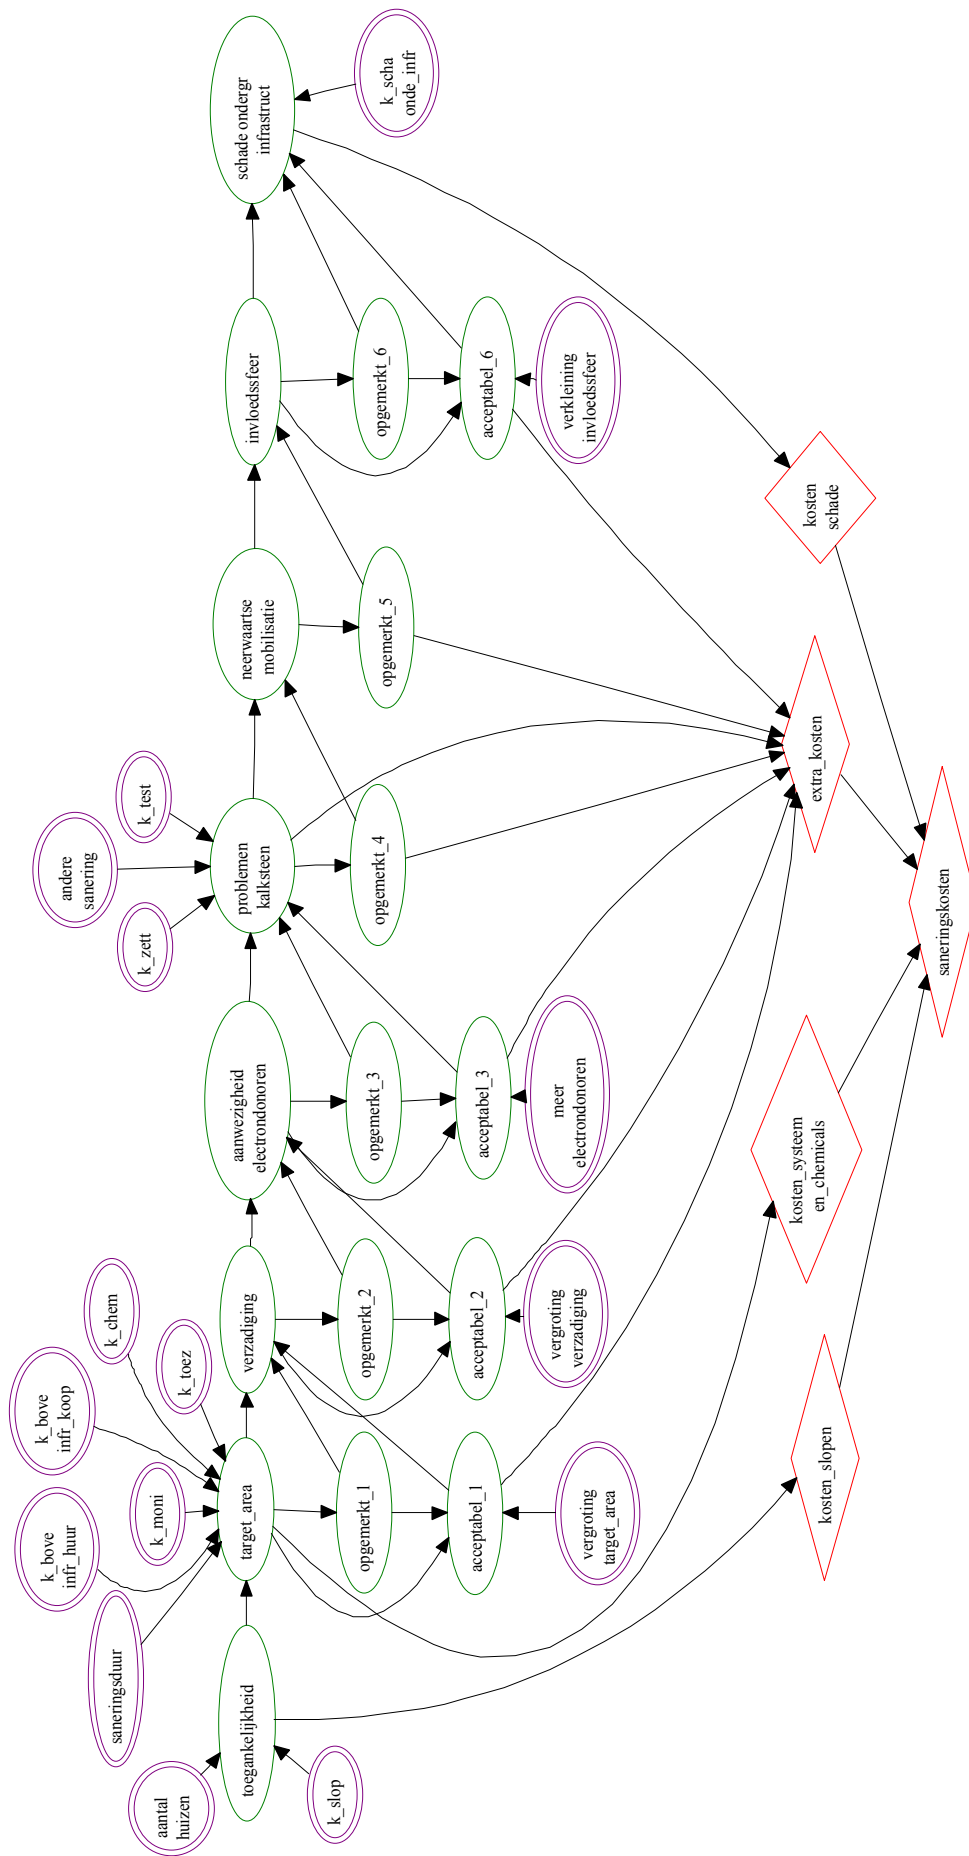 aantal
huizen
k_slop
toegankelijkheid
saneringsduur
k_bove
infr_huur
k_moni
k_bove
infr_koop
k_chem
k_toez
target_area
opgemerkt_1
acceptabel_1
vergroting
target_area
verzadiging
opgemerkt_2
acceptabel_2
vergroting
verzadiging
aanwezigheid
electrondonoren
opgemerkt_3
acceptabel_3
meer
electrondonoren
k_zett
andere
sanering
k_test
problemen
kalksteen
opgemerkt_4
neerwaartse
mobilisatie
opgemerkt_5
invloedssfeer
opgemerkt_6
acceptabel_6
verkleining
invloedssfeer
schade ondergr
infrastruct
k_scha
onde_infr
kosten_slopen
kosten_systeem
en_chemicals
extra_kosten
kosten
schade
saneringskosten